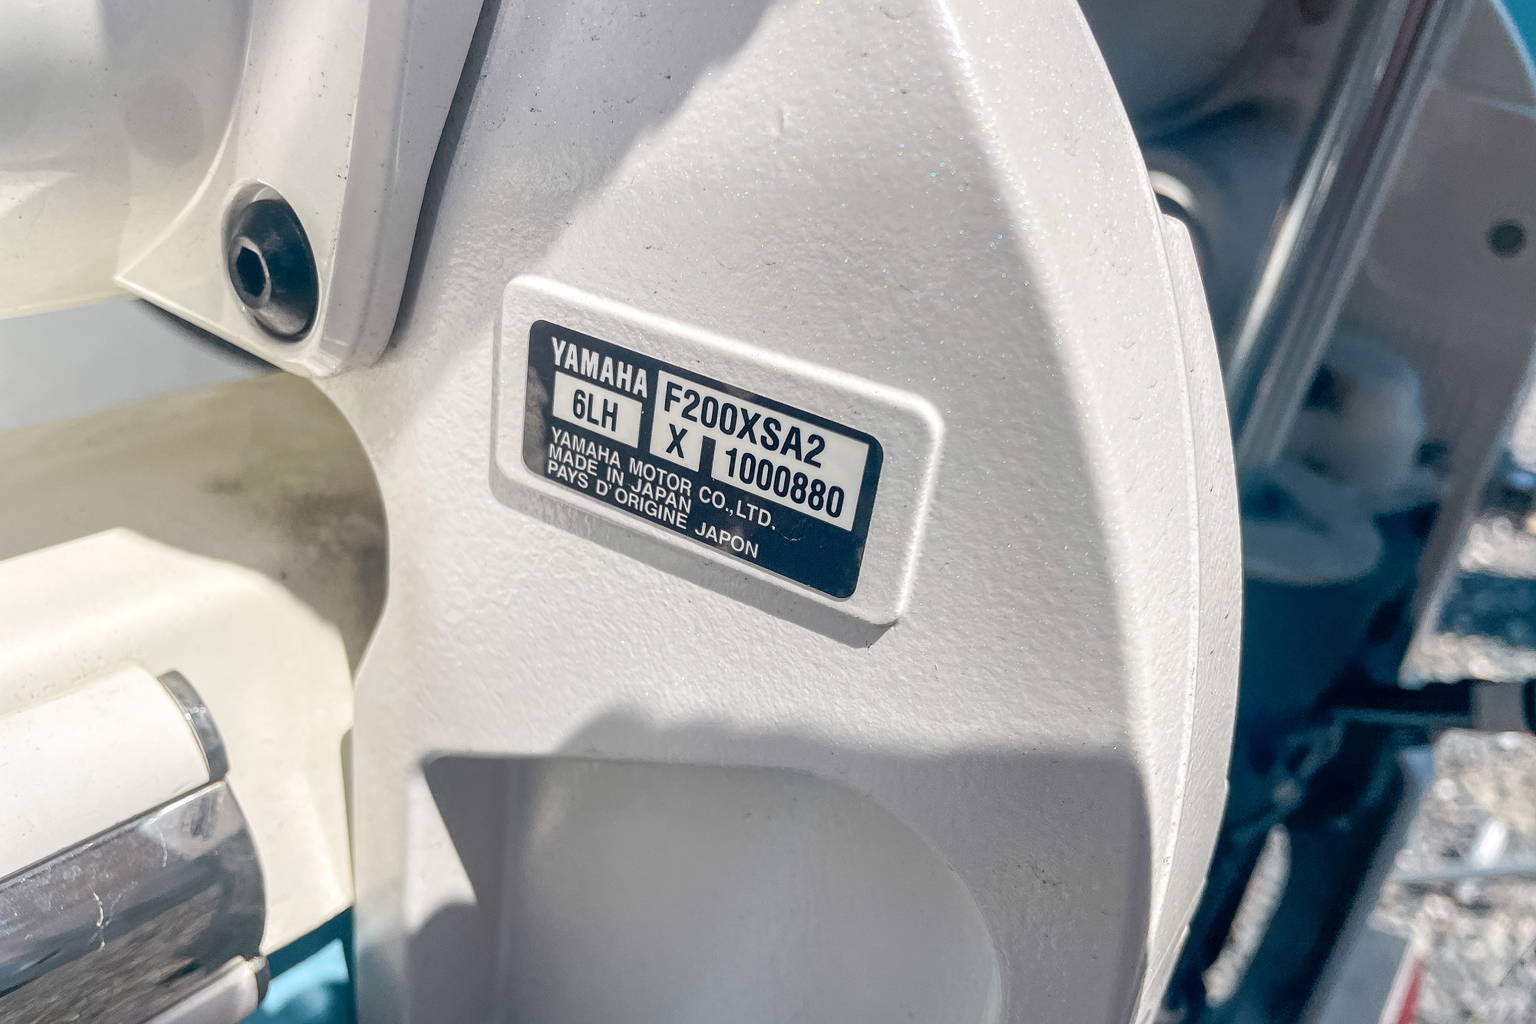 YAMAHA F200XSA2
6LH X 1000880
YAMAHA MOTOR CO.,LTD.
MADE IN JAPAN
PAYS D'ORIGINE JAPON